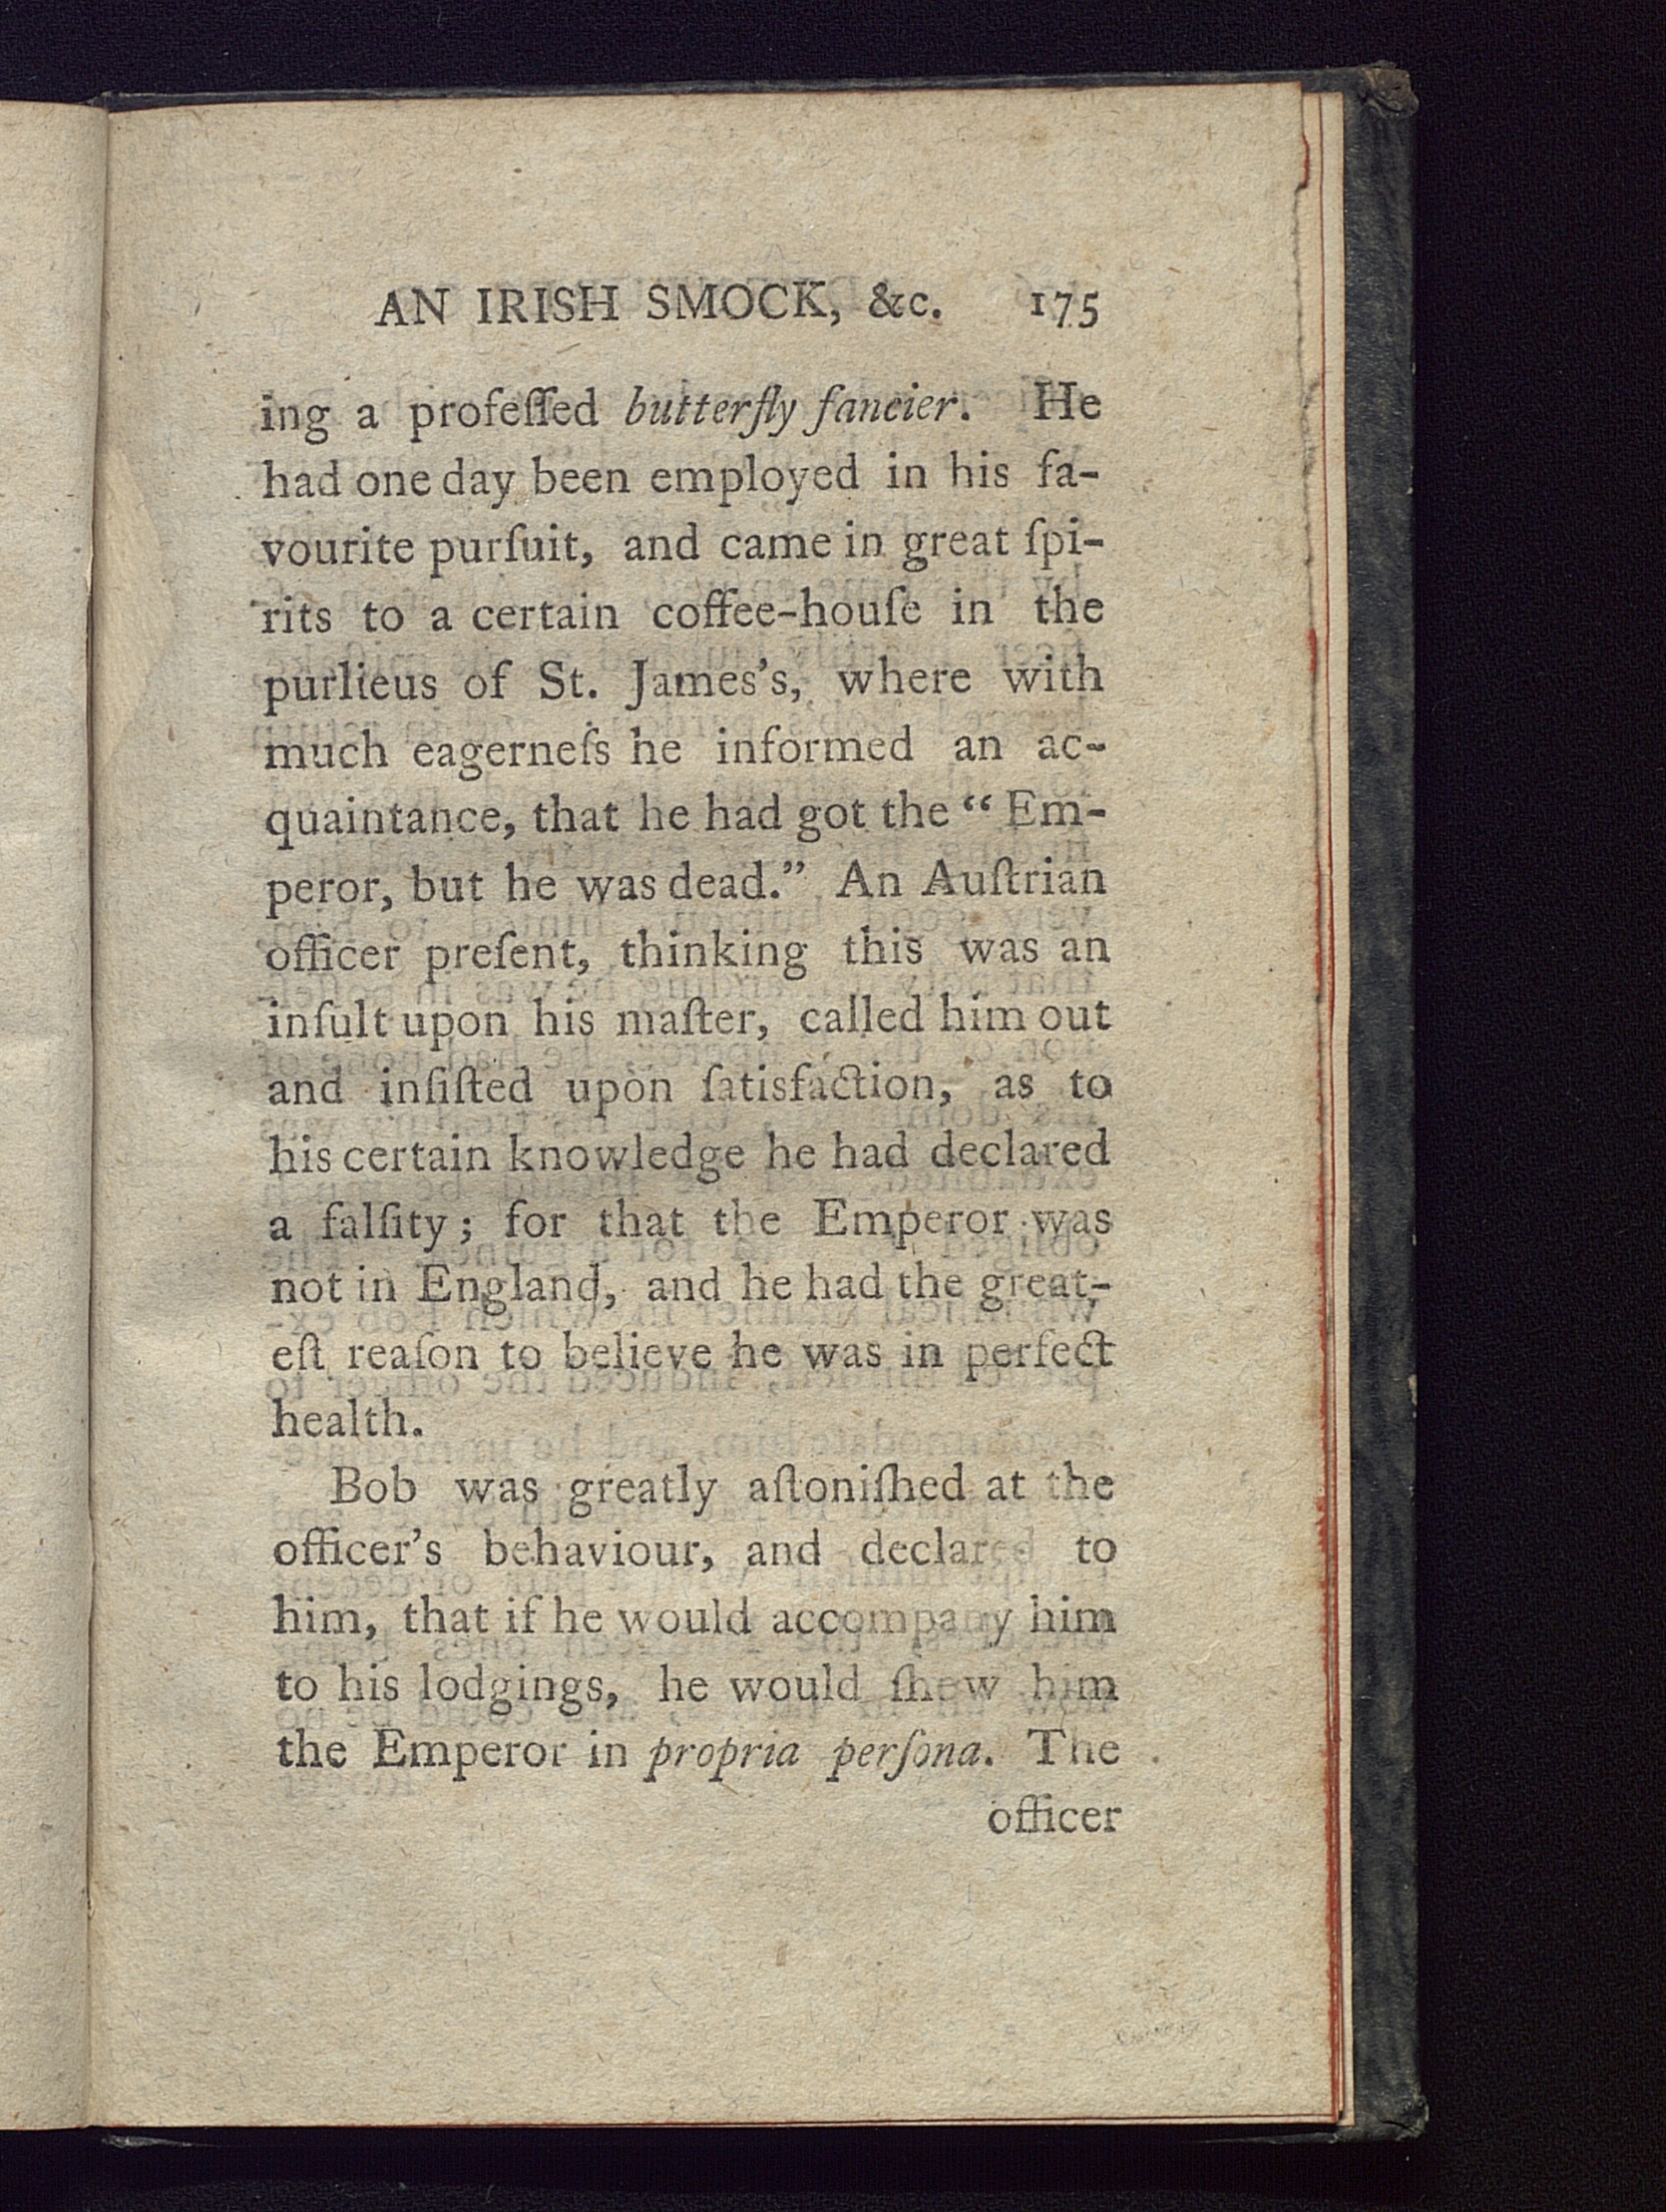 AN IRISH SMOCK, &c. 175
ing a profeſſed butterfly fancier. He
had one day been employed in his fa-
vourite purſuit, and came in great ſpi-
rits to a certain coffee-houſe in the
purlieus of St. James's, where with
much eagerneſs he informed an ac-
quaintance, that he had got the “ Em-
peror, but he was dead.” An Auſtrian
officer preſent, thinking this was an
inſult upon his maſter, called him out
and inſiſted upon ſatisfaction, as to
his certain knowledge he had declared
a falſity; for that the Emperor was
not in England, and he had the great-
eſt reaſon to believe he was in perfect
health.
Bob was greatly aſtoniſhed at the
officer's behaviour, and declared to
him, that if he would accompany him
to his lodgings, he would ſhew him
the Emperor in propria perſona. The
officer